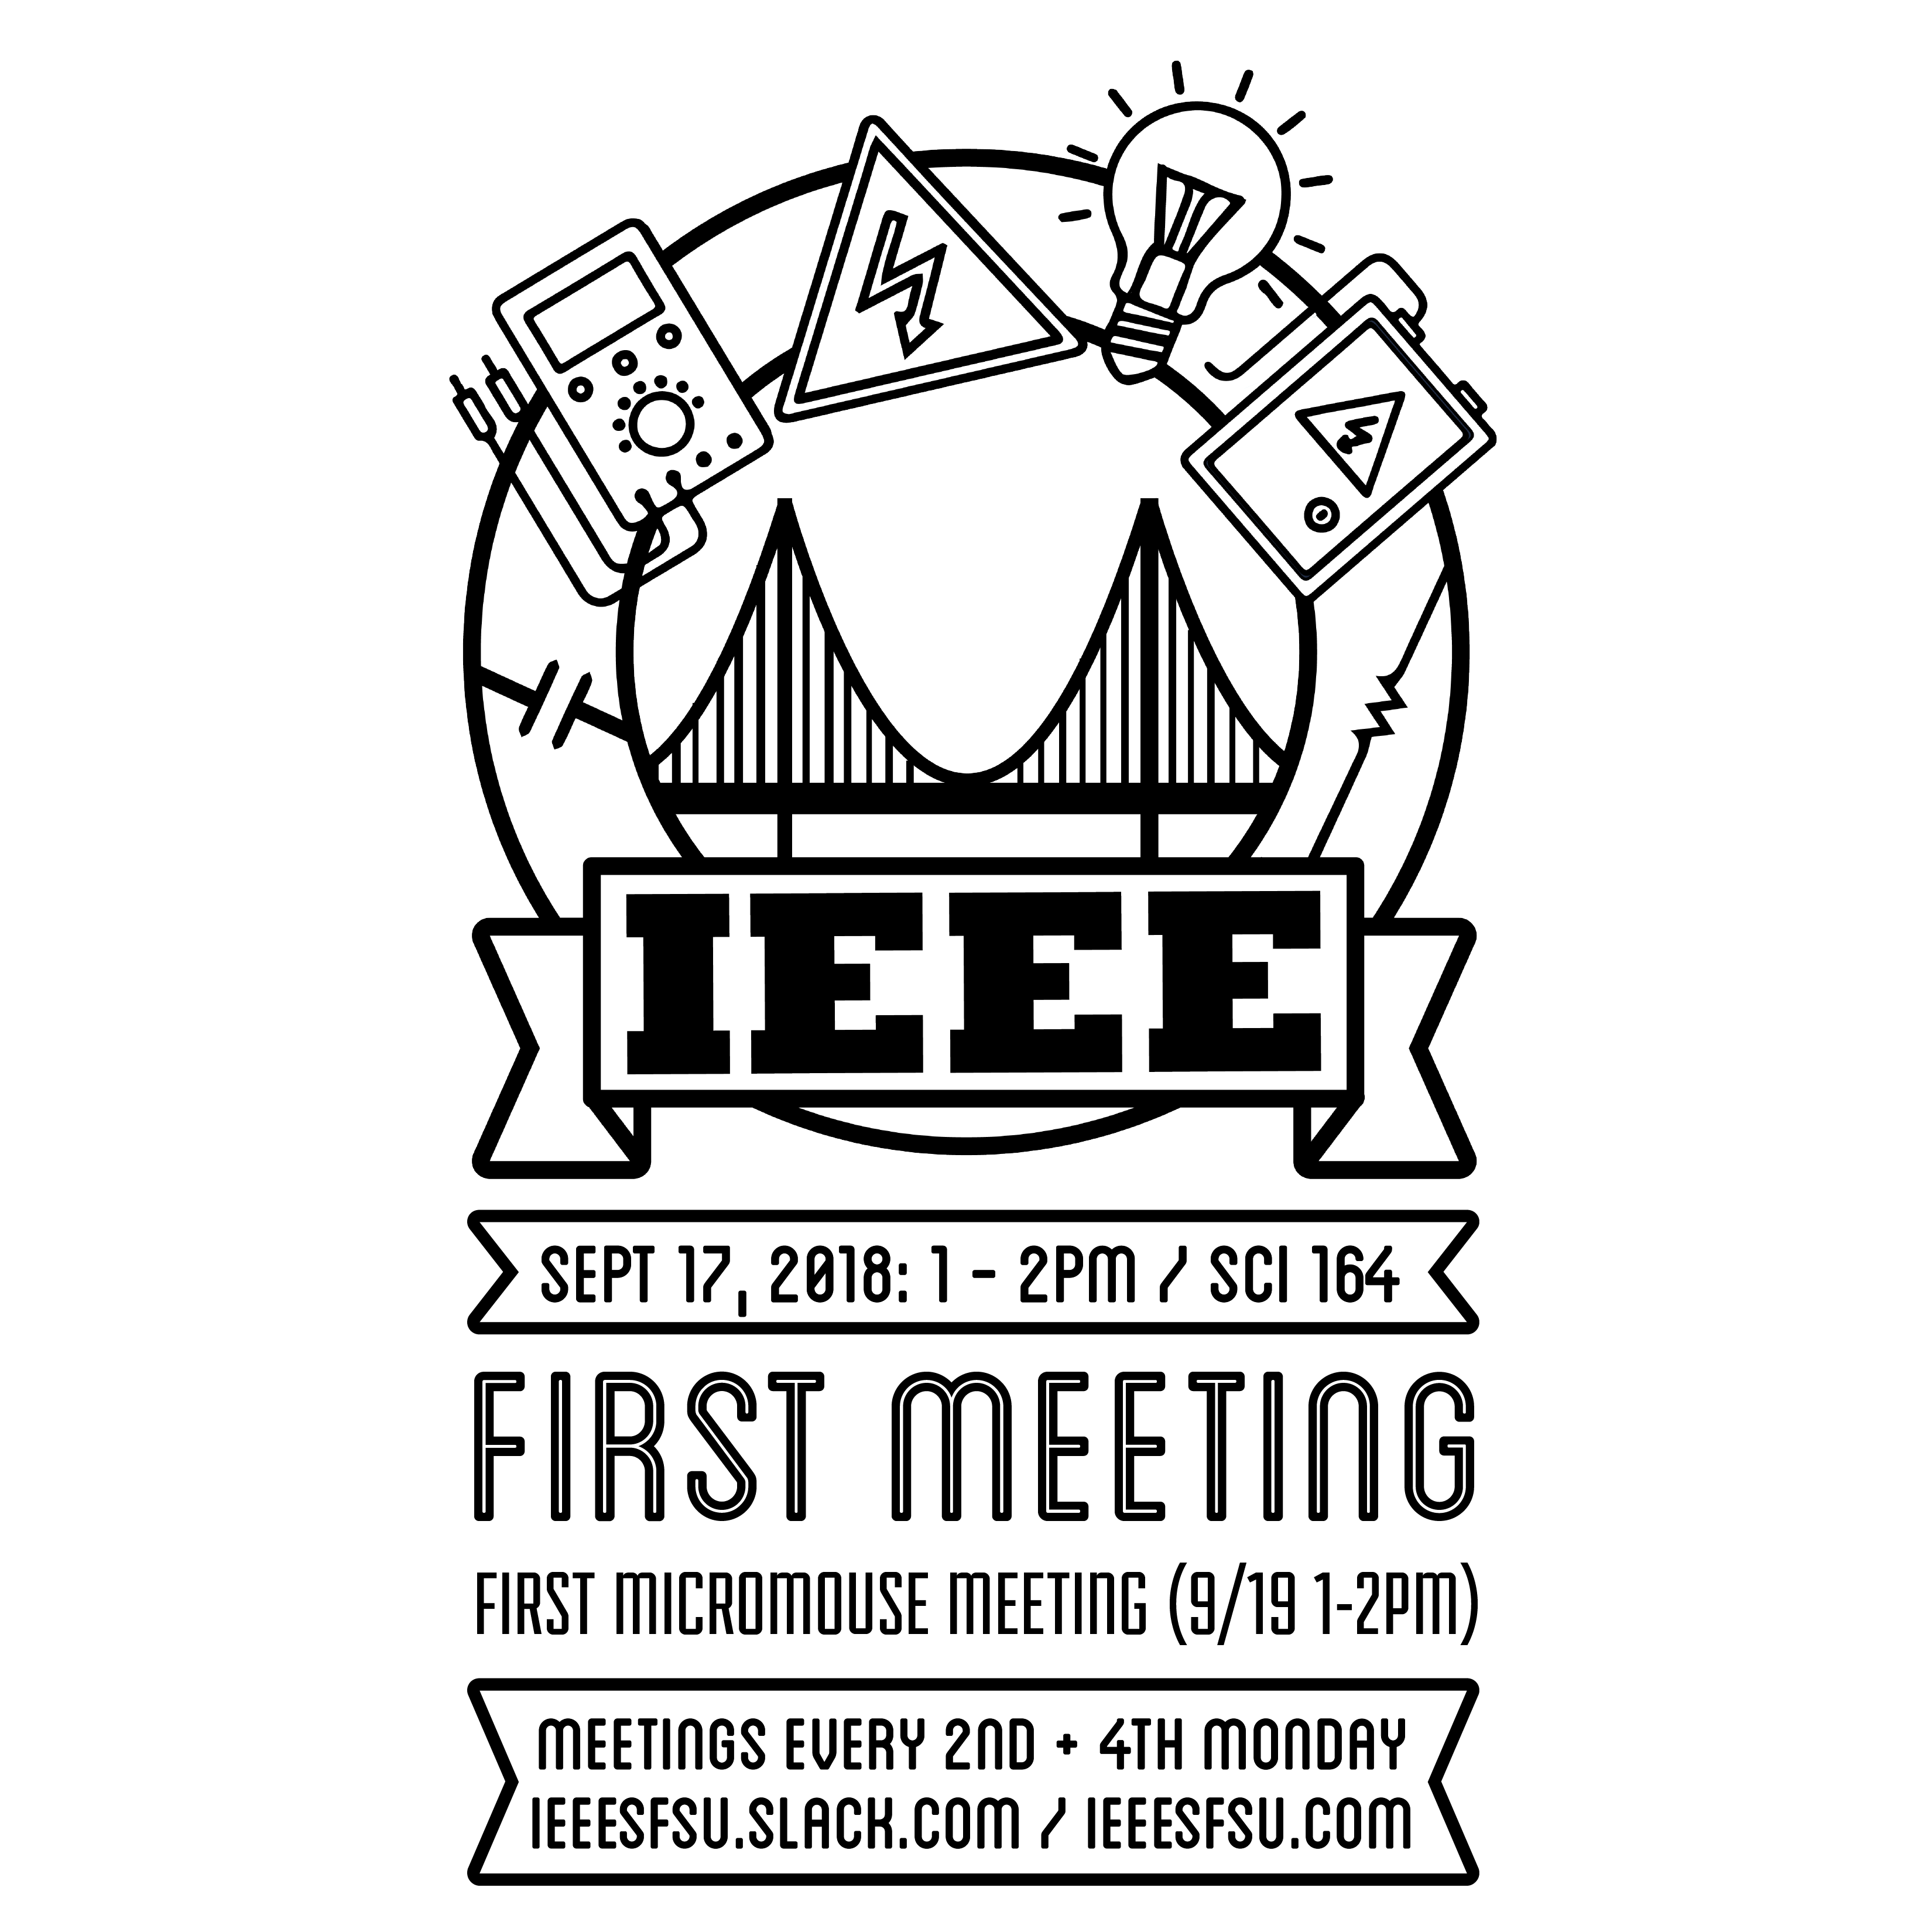 IEEE
SEPT 17, 2018: 1 - 2PM / SCI 164
FIRST MEETING
FIRST MICROMOUSE MEETING (9/19 1-2PM)
MEETINGS EVERY 2ND + 4TH MONDAY
IEEESFSU.SLACK.COM / IEEESFSU.COM